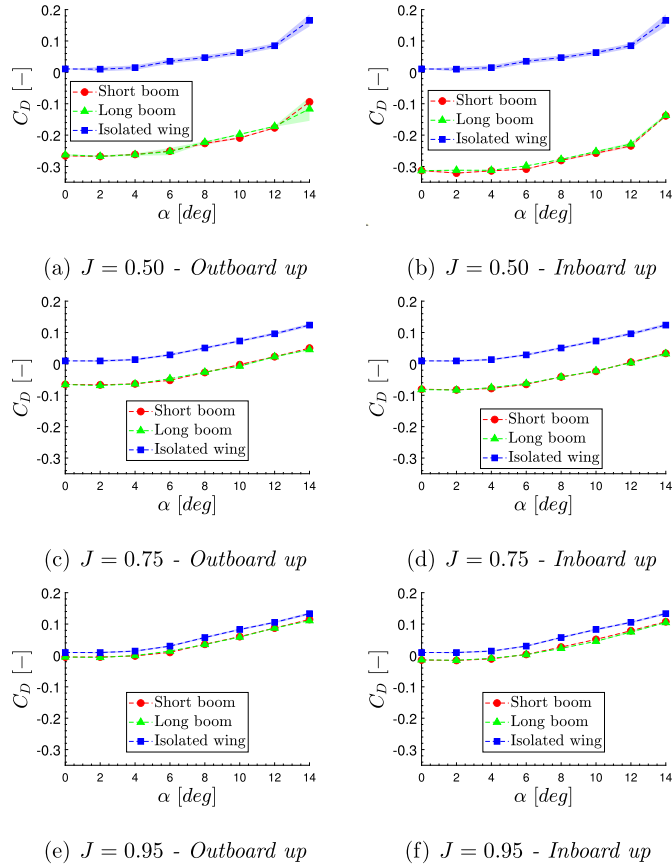 0.2
0.1
0
-0.1
-0.2
-0.3
C_D [−]
Short boom
Long boom
Isolated wing
0 2 4 6 8 10 12 14
α [deg]
(a) J = 0.50 - Outboard up
0.2
0.1
0
-0.1
-0.2
-0.3
C_D [−]
Short boom
Long boom
Isolated wing
0 2 4 6 8 10 12 14
α [deg]
(b) J = 0.50 - Inboard up
0.2
0.1
0
-0.1
-0.2
-0.3
C_D [−]
Short boom
Long boom
Isolated wing
0 2 4 6 8 10 12 14
α [deg]
(c) J = 0.75 - Outboard up
0.2
0.1
0
-0.1
-0.2
-0.3
C_D [−]
Short boom
Long boom
Isolated wing
0 2 4 6 8 10 12 14
α [deg]
(d) J = 0.75 - Inboard up
0.2
0.1
0
-0.1
-0.2
-0.3
C_D [−]
Short boom
Long boom
Isolated wing
0 2 4 6 8 10 12 14
α [deg]
(e) J = 0.95 - Outboard up
0.2
0.1
0
-0.1
-0.2
-0.3
C_D [−]
Short boom
Long boom
Isolated wing
0 2 4 6 8 10 12 14
α [deg]
(f) J = 0.95 - Inboard up